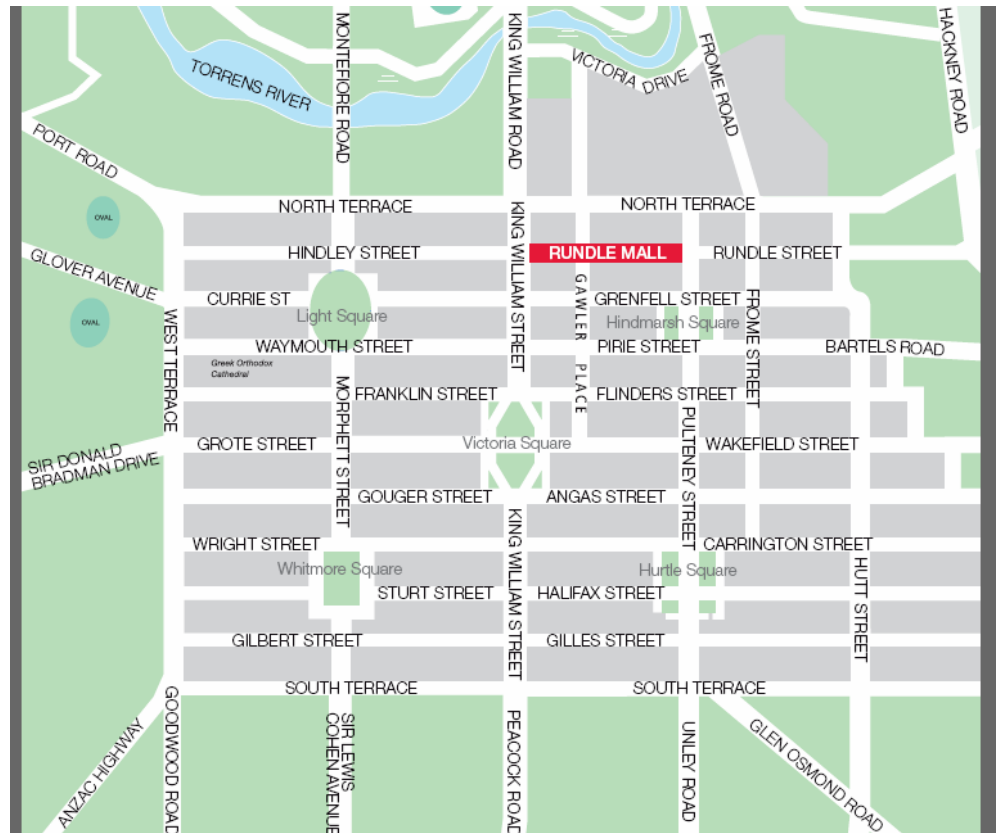 MONTEFIORE ROAD
KING WILLIAM ROAD
HACKNEY ROAD
FROME ROAD
VICTORIA DRIVE
TORRENS RIVER
PORT ROAD
NORTH TERRACE
NORTH TERRACE
OVAL
KING WILLIAM STREET
HINDLEY STREET
RUNDLE MALL
RUNDLE STREET
GLOVER AVENUE
GAWLER PLACE
CURRIE ST
GRENFELL STREET
FROME STREET
Light Square
Hindmarsh Square
OVAL
WEST TERRACE
WAYMOUTH STREET
PIRIE STREET
BARTELS ROAD
Greek Orthodox
Cathedral
MORPHETT STREET
FRANKLIN STREET
FLINDERS STREET
PULTENEY STREET
GROTE STREET
Victoria Square
WAKEFIELD STREET
SIR DONALD
BRADMAN DRIVE
GOUGER STREET
ANGAS STREET
KING WILLIAM STREET
WRIGHT STREET
CARRINGTON STREET
HUTT STREET
Whitmore Square
Hurtle Square
STURT STREET
HALIFAX STREET
GILBERT STREET
GILLES STREET
SOUTH TERRACE
SOUTH TERRACE
ANZAC HIGHWAY
GOODWOOD ROAD
SIR LEWIS
COHEN AVENUE
PEACOCK ROAD
UNLEY ROAD
GLEN OSMOND ROAD